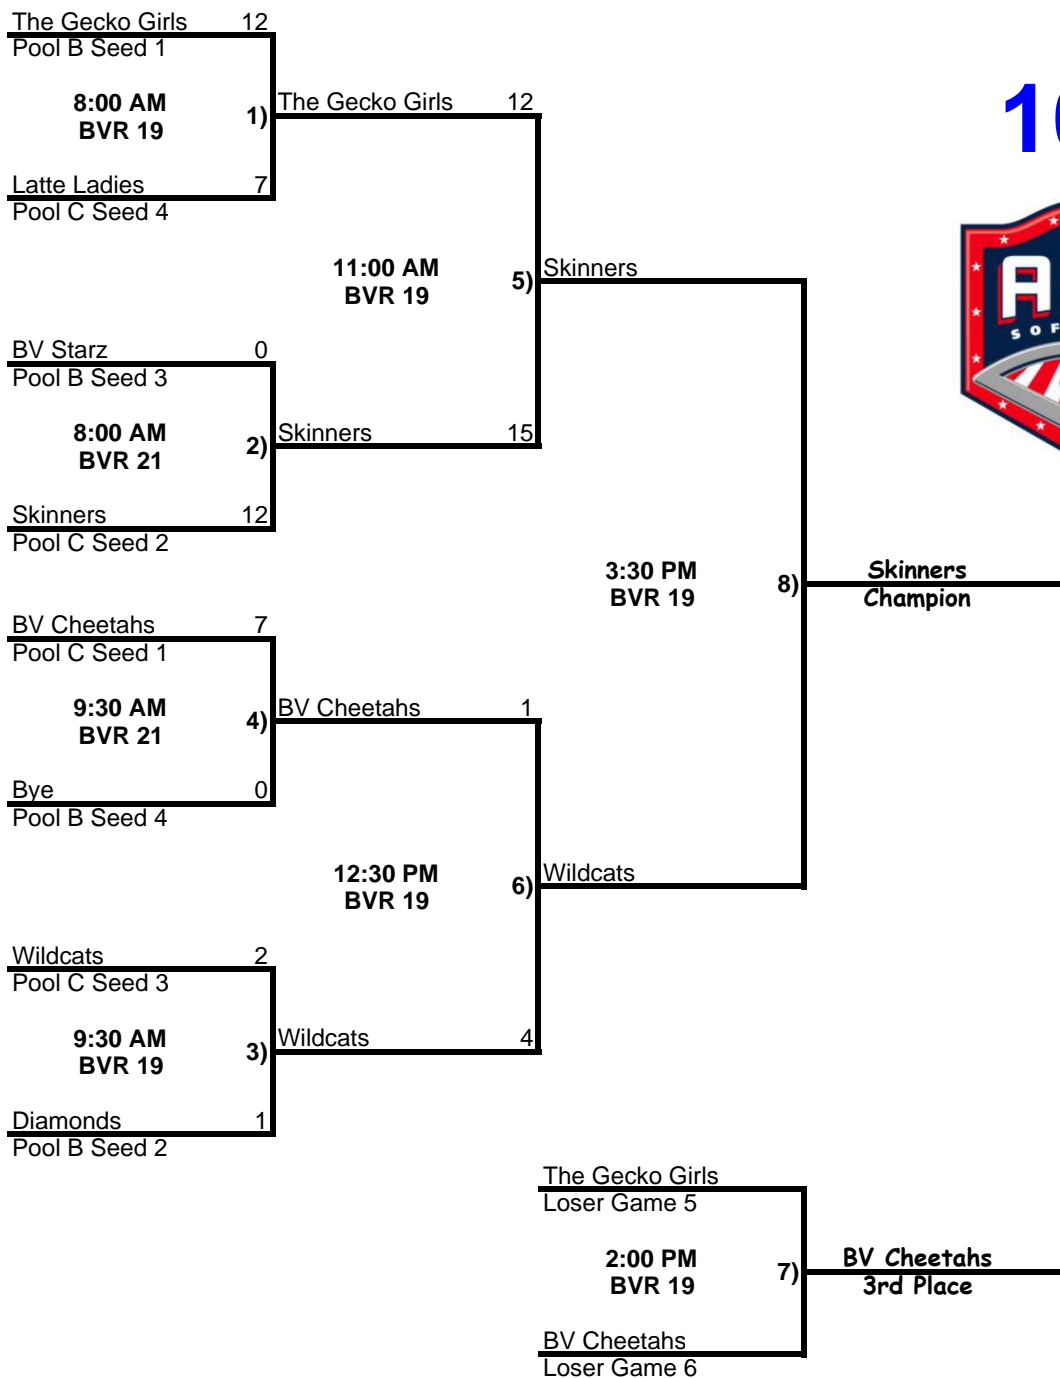 The Gecko Girls 12
Pool B Seed 1
8:00 AM
BVR 19
1)
Latte Ladies 7
Pool C Seed 4
The Gecko Girls 12
11:00 AM
BVR 19
5)
BV Starz 0
Pool B Seed 3
8:00 AM
BVR 21
2)
Skinners 12
Pool C Seed 2
Skinners 15
Skinners
3:30 PM
BVR 19
8)
Skinners
Champion
BV Cheetahs 7
Pool C Seed 1
9:30 AM
BVR 21
4)
Bye 0
Pool B Seed 4
BV Cheetahs 1
12:30 PM
BVR 19
6)
Wildcats
Wildcats 2
Pool C Seed 3
9:30 AM
BVR 19
3)
Diamonds 1
Pool B Seed 2
Wildcats 4
The Gecko Girls
Loser Game 5
2:00 PM
BVR 19
7)
BV Cheetahs
Loser Game 6
BV Cheetahs
3rd Place